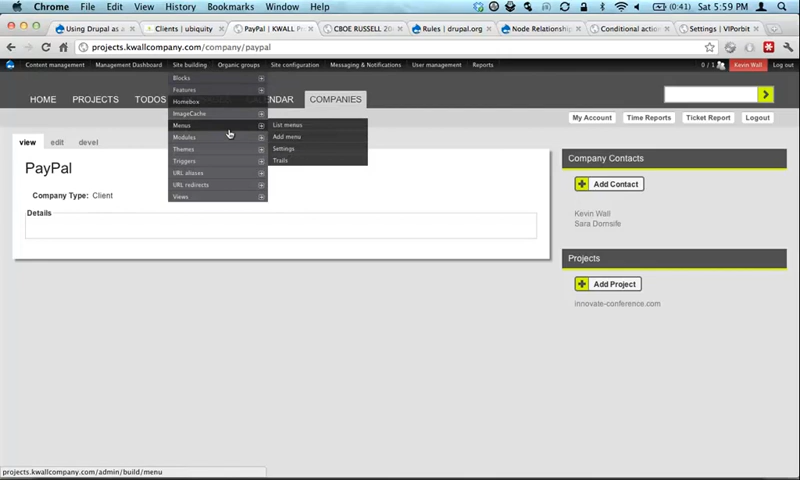 Chrome File Edit View History Bookmarks Window Help (0:41) Sat 5:59 PM
Using Drupal as a Clients | ubiquity PayPal | KWALL Pr CBOE RUSSELL 20 Rules | drupal.org Node Relationship Conditional action Settings | VIPorbit
projects.kwallcompany.com/company/paypal
Content management Management Dashboard Site building Organic groups Site configuration Messaging & Notifications User management Reports 0 / 1 Kevin Wall Log out
Blocks
Features
Homebox
ImageCache
Menus
Modules
Themes
Triggers
URL aliases
URL redirects
Views
List menus
Add menu
Settings
Trails
HOME PROJECTS TODOS CALENDAR COMPANIES
My Account Time Reports Ticket Report Logout
view edit devel
PayPal
Company Type: Client
Details
Company Contacts
Add Contact
Kevin Wall
Sara Dornsife
Projects
Add Project
innovate-conference.com
projects.kwallcompany.com/admin/build/menu